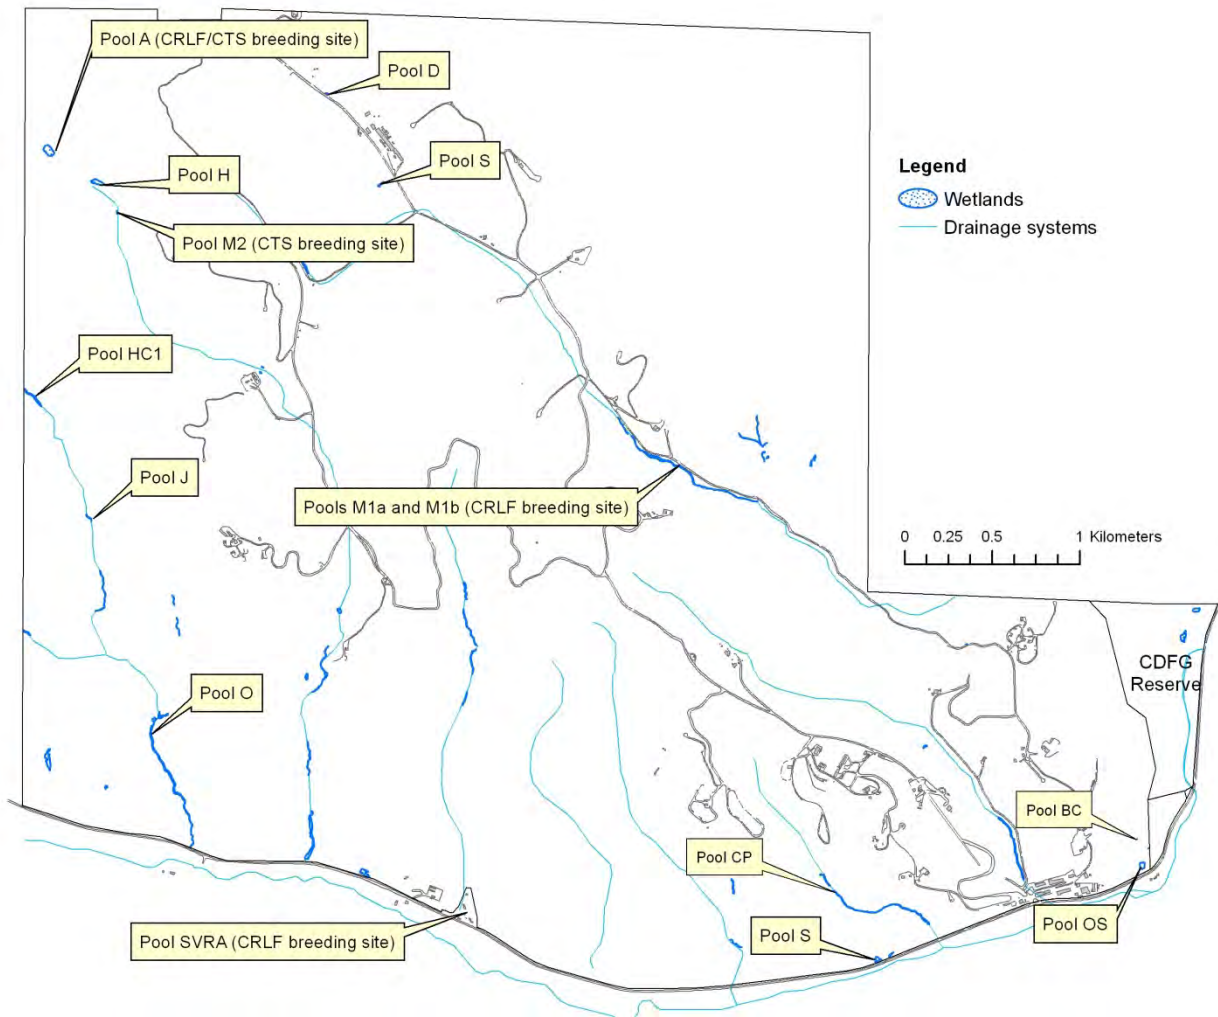 Pool A (CRLF/CTS breeding site)
Pool D
Pool S
Pool H
Legend
Wetlands
Drainage systems
Pool M2 (CTS breeding site)
Pool HC1
Pool J
Pools M1a and M1b (CRLF breeding site)
0 0.25 0.5 1 Kilometers
CDFG
Reserve
Pool O
Pool BC
Pool CP
Pool OS
Pool S
Pool SVRA (CRLF breeding site)